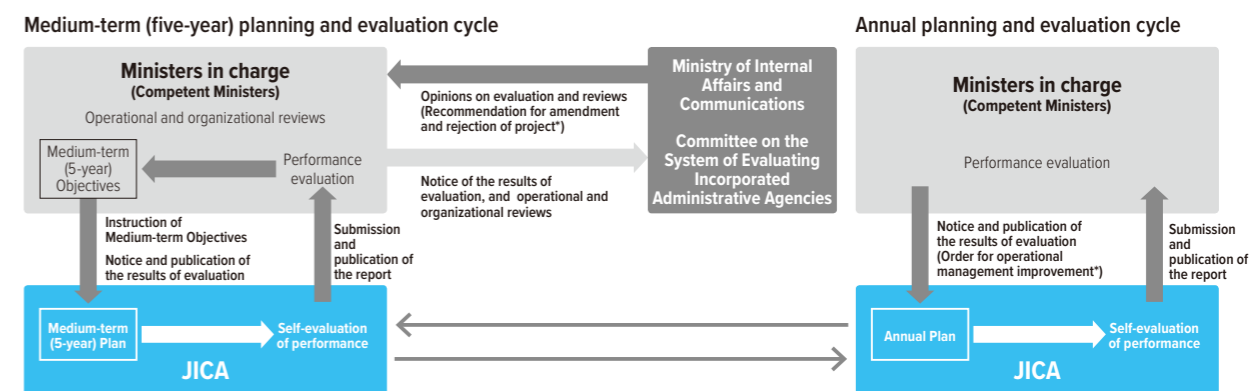 Medium-term (five-year) planning and evaluation cycle
Ministers in charge
(Competent Ministers)
Operational and organizational reviews
Medium-term
(5-year)
Objectives
Performance
evaluation
Opinions on evaluation and reviews
(Recommendation for amendment
and rejection of project*)
Notice of the results of
evaluation, and operational and
organizational reviews
Ministry of Internal
Affairs and
Communications
Committee on the
System of Evaluating
Incorporated
Administrative Agencies
Instruction of
Medium-term Objectives
Notice and publication of
the results of evaluation
Submission
and
publication of
the report
Medium-term
(5-year) Plan
Self-evaluation
of performance
JICA
Annual planning and evaluation cycle
Ministers in charge
(Competent Ministers)
Performance evaluation
Notice and publication of
the results of evaluation
(Order for operational
management improvement*)
Submission
and
publication of
the report
Annual Plan
Self-evaluation
of performance
JICA